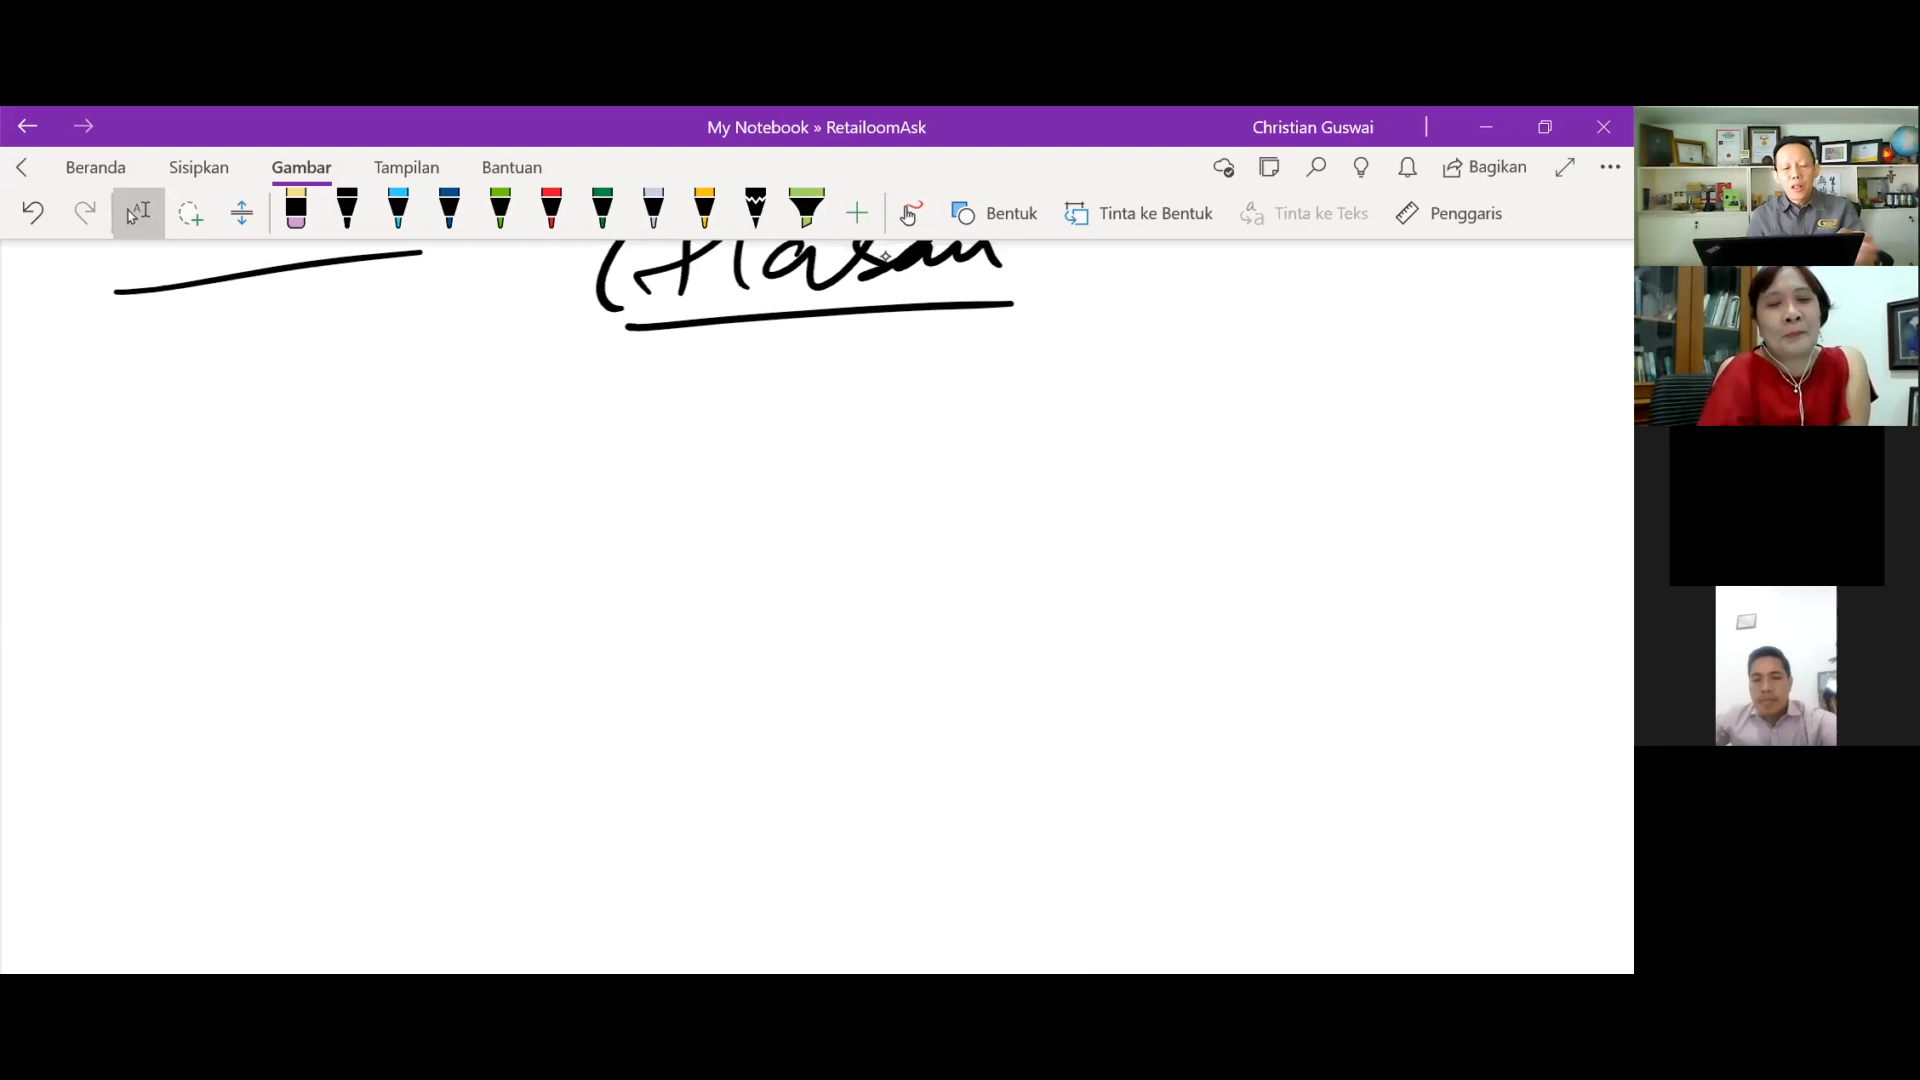 My Notebook » RetailoomAsk
Christian Guswai
Beranda Sisipkan Gambar Tampilan Bantuan
Bagikan
Bentuk Tinta ke Bentuk Tinta ke Teks Penggaris